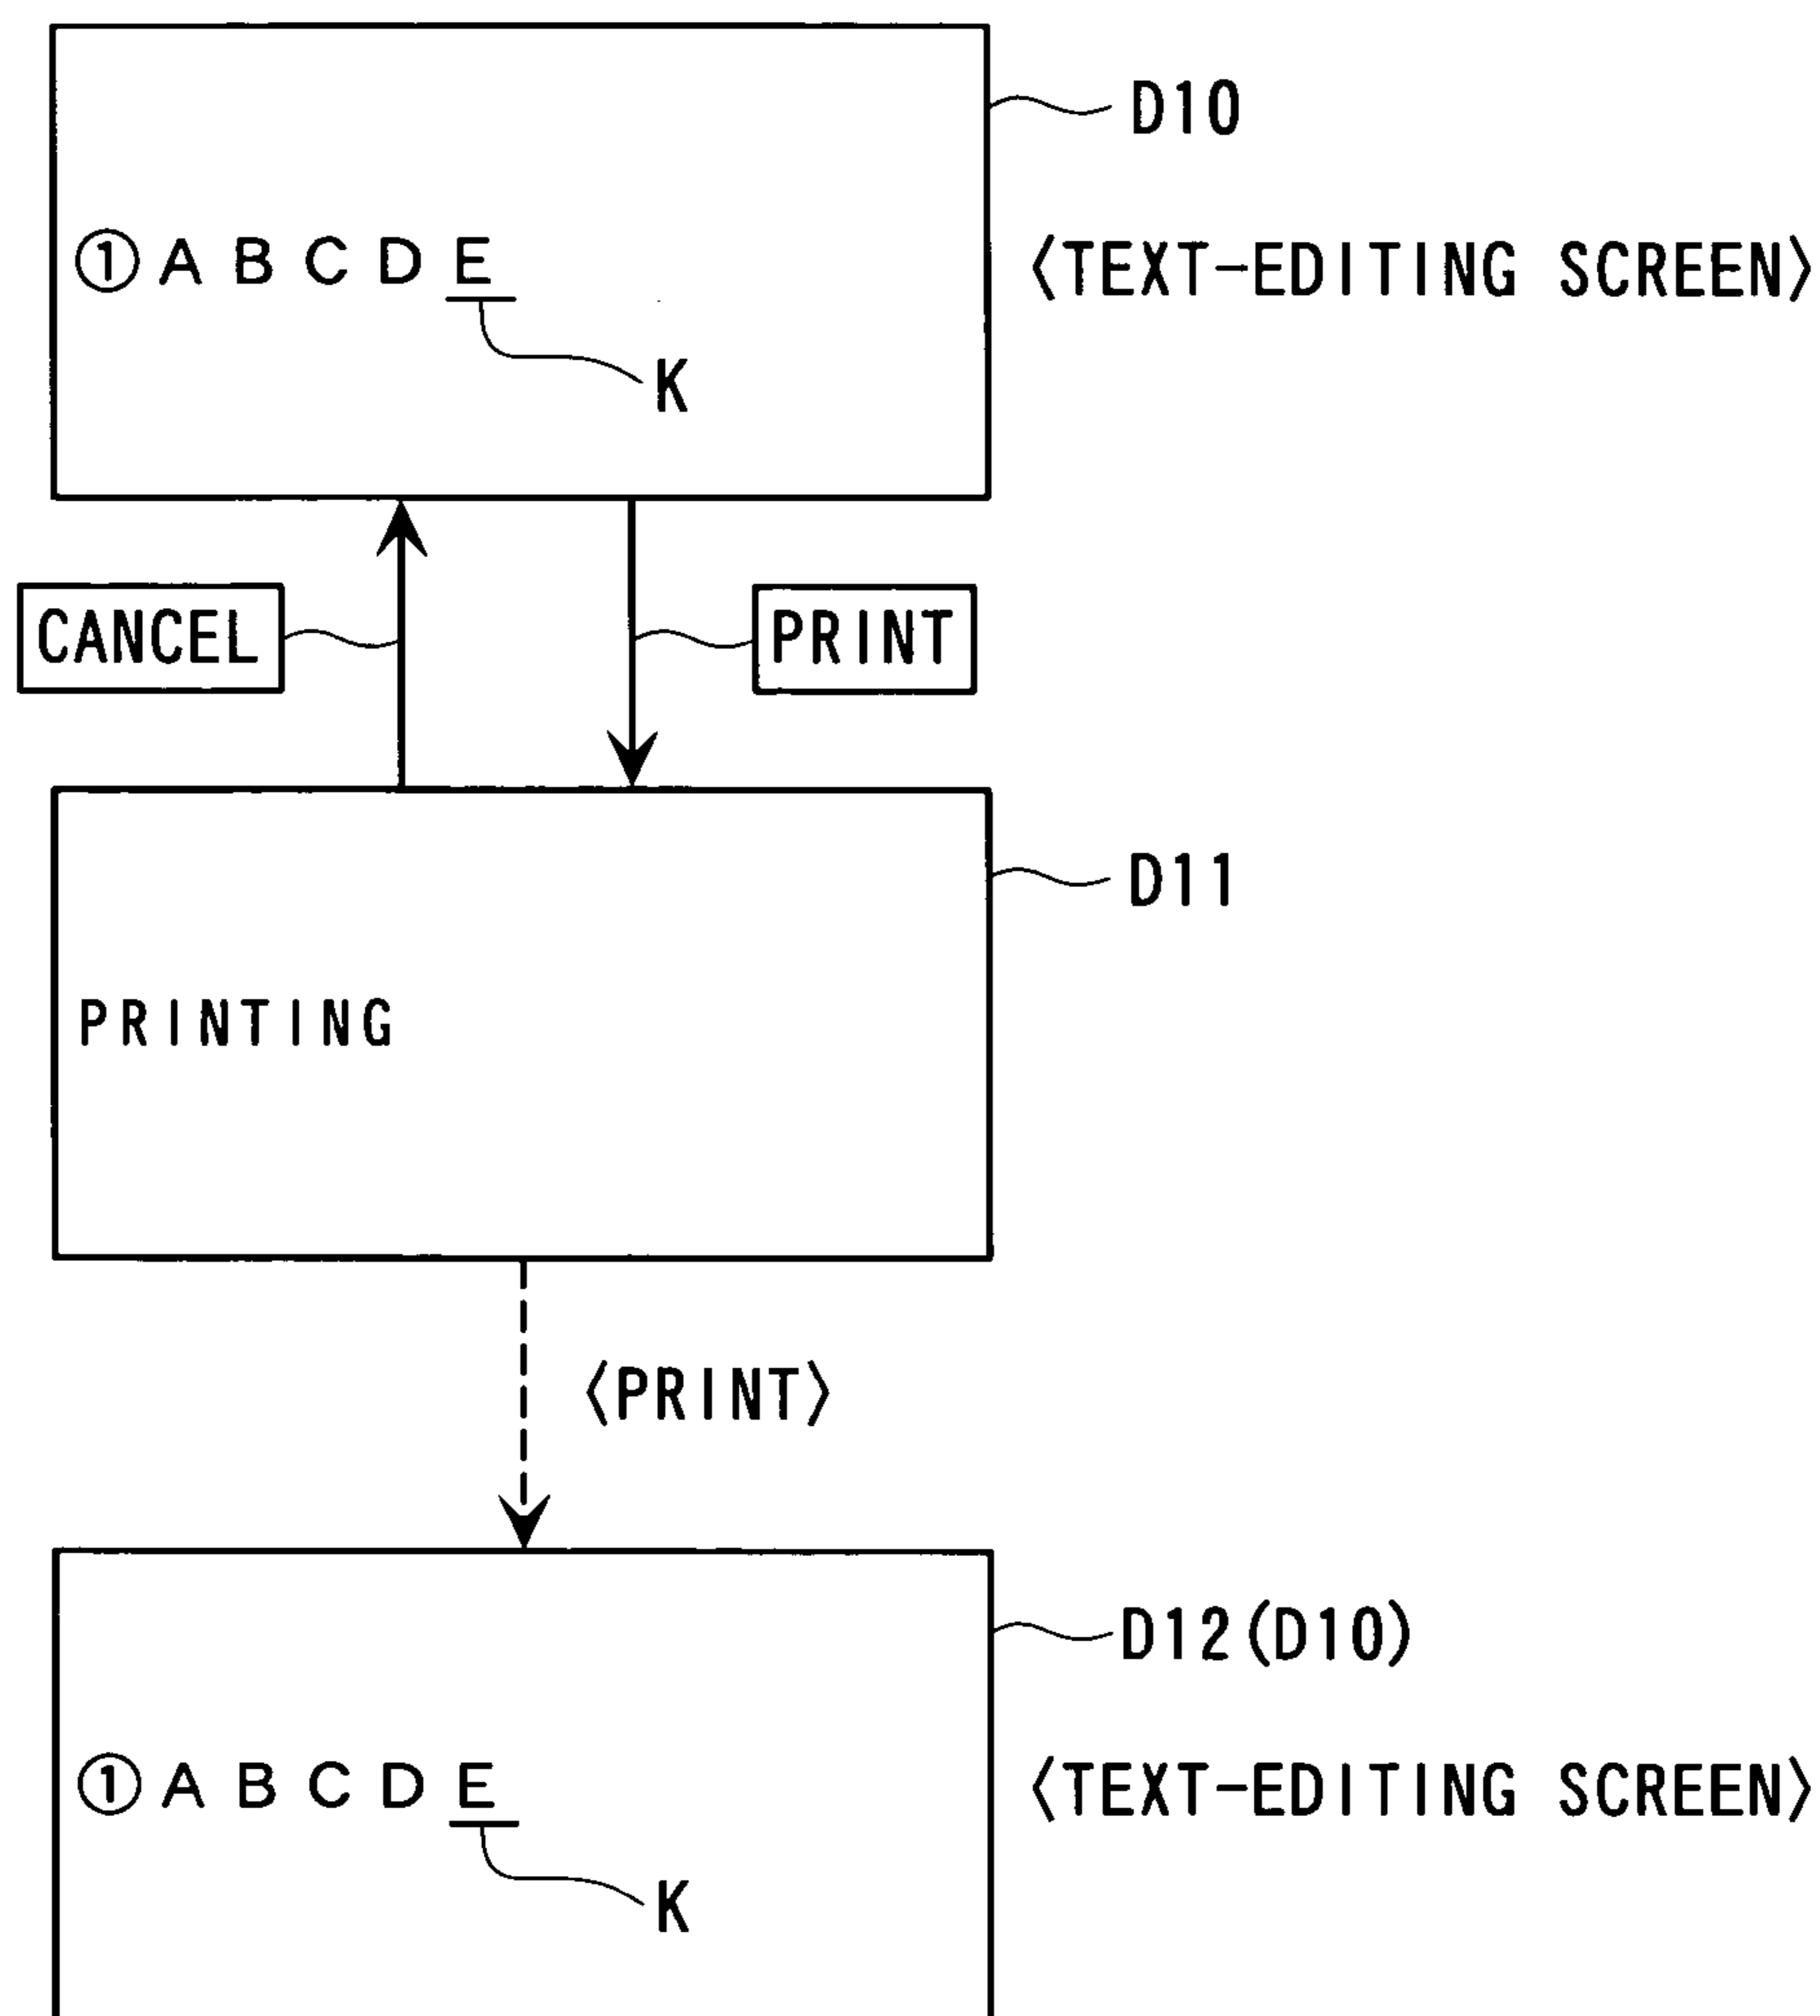 D10
①ABCDE
〈TEXT-EDITING SCREEN〉
K
CANCEL
PRINT
D11
PRINTING
〈PRINT〉
D12(D10)
①ABCDE
〈TEXT-EDITING SCREEN〉
K